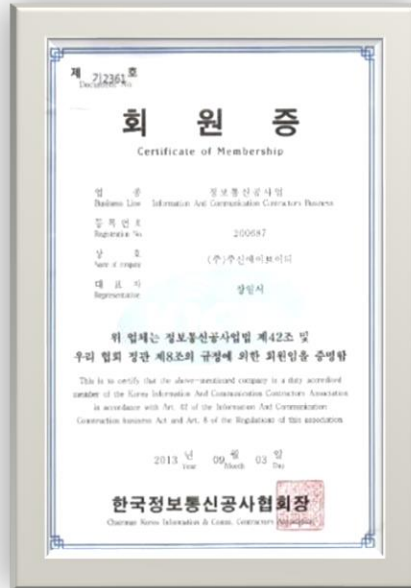 제 기2361 호
Document No
회 원 증
Certificate of Membership
업 종 정보통신공사업
Business Line Information And Communication Contractors Business
등 록 번 호
Registration No 200687
상 호
Name of company
대 표 자
Representative
위 업체는 정보통신공사업법 제42조 및
우리 협회 정관 제8조의 규정에 의한 회원임을 증명함
This is to certify that the above-mentioned company is a duly accredited
member of the Korea Information And Communication Contractors Association
in accordance with Art. 42 of the Information And Communication
Construction business Act and Art. 8 of the Regulations of this association.
2013 년 09 월 03 일
Year Month Day
한국정보통신공사협회장
Chairman Korea Information & Comm. Contractors Association